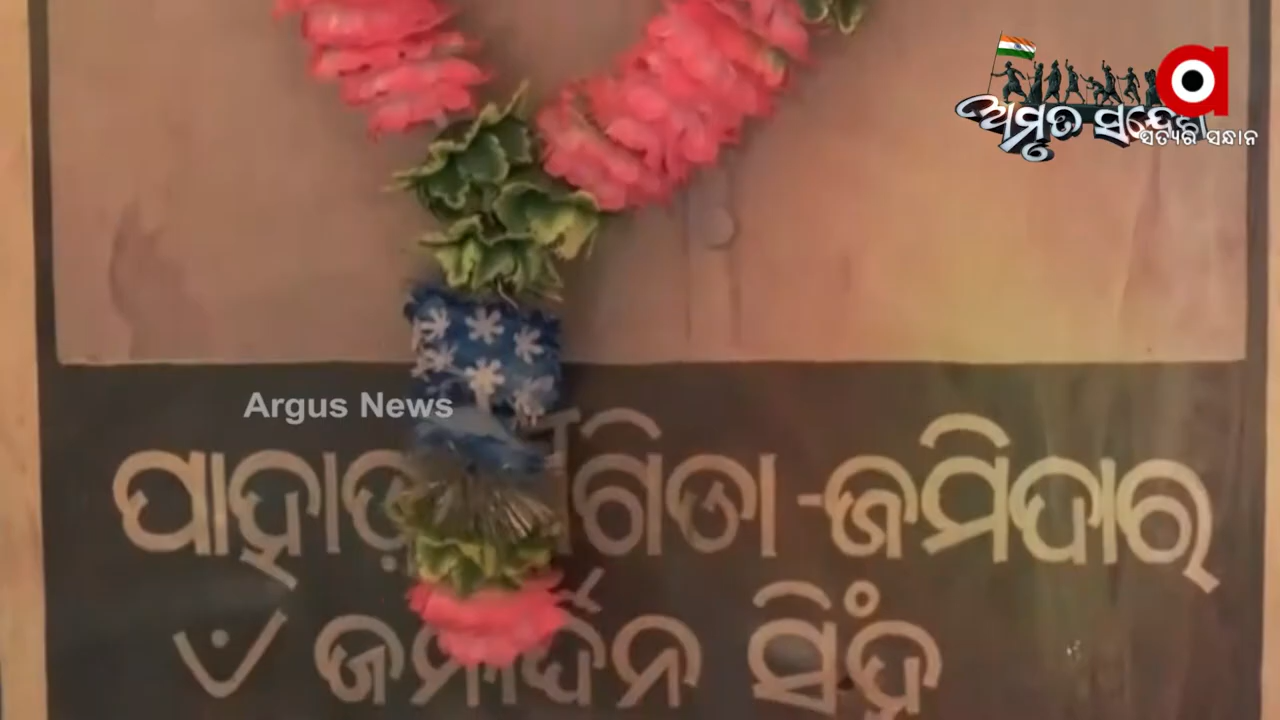 ଅମୃତ ସନ୍ଦେଶ
ସତ୍ୟର ସନ୍ଧାନ
Argus News
ଜମିଦାର
ଜନାର୍ଦ୍ଦନ ସିଂହ